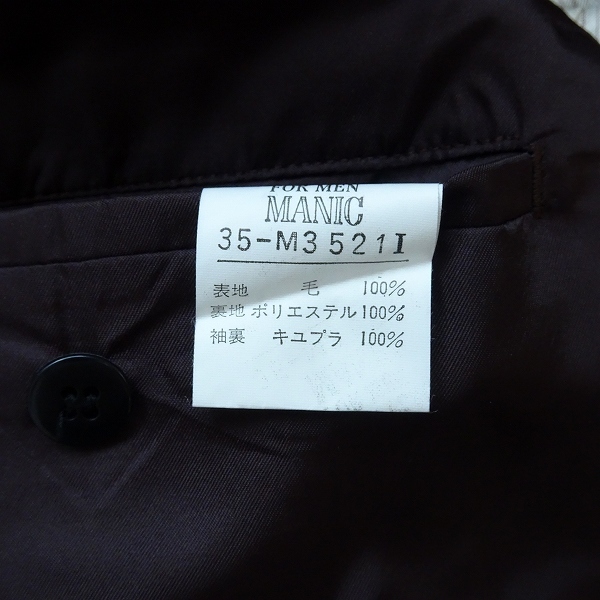 FOR MEN
MANIC
35-M3521I
表地 毛 100%
裏地 ポリエステル 100%
袖裏 キユプラ 100%